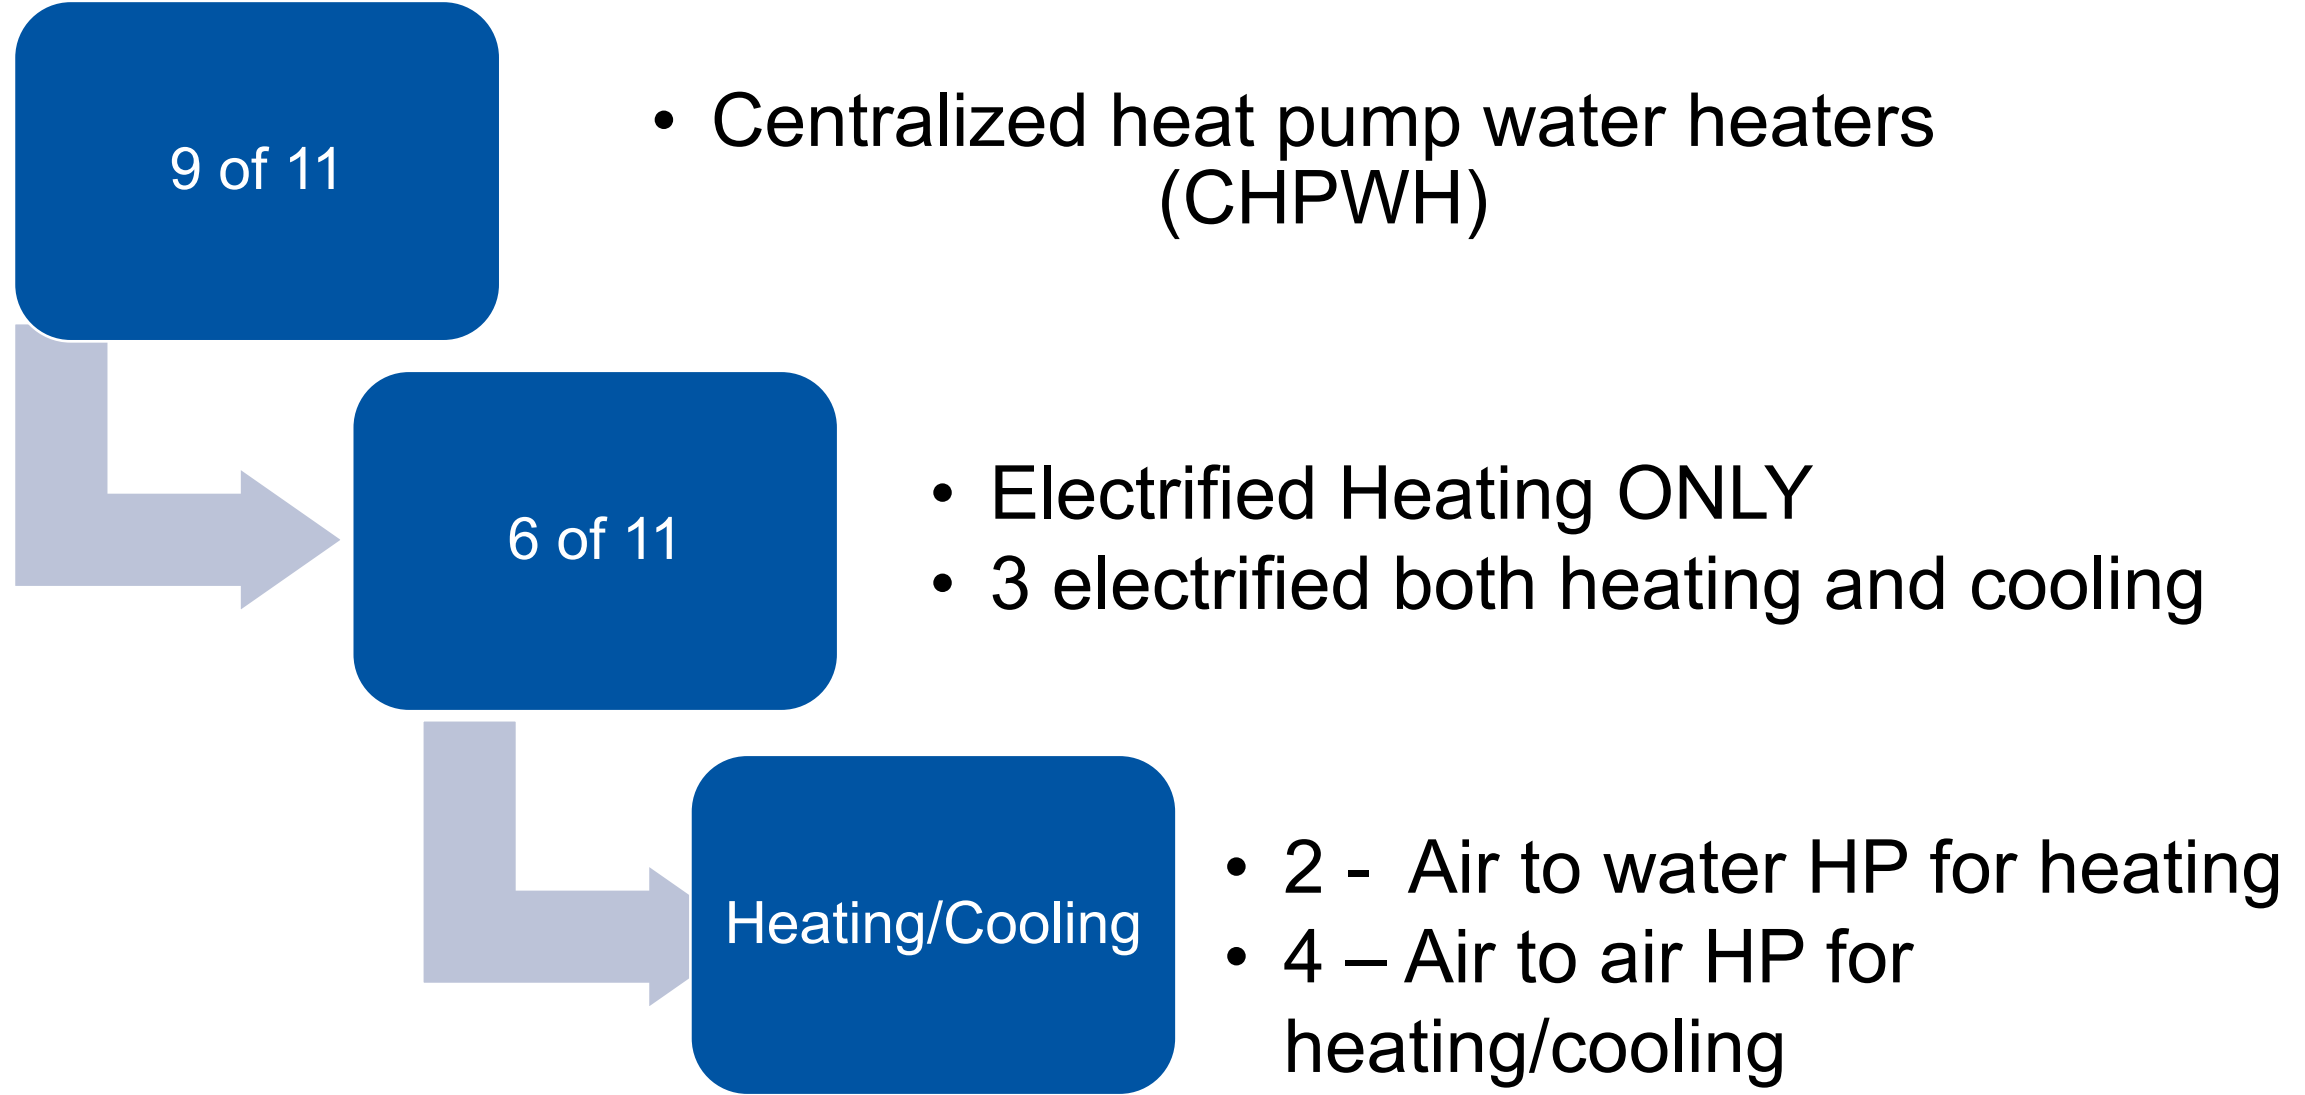 9 of 11
• Centralized heat pump water heaters
(CHPWH)
6 of 11
• Electrified Heating ONLY
• 3 electrified both heating and cooling
Heating/Cooling
• 2 - Air to water HP for heating
• 4 – Air to air HP for
heating/cooling